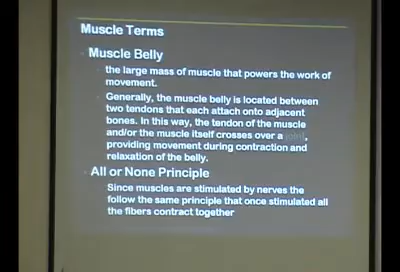 Muscle Terms
Muscle Belly
the large mass of muscle that powers the work of
movement.
Generally, the muscle belly is located between
two tendons that each attach onto adjacent
bones. In this way, the tendon of the muscle
and/or the muscle itself crosses over a
providing movement during contraction and
relaxation of the belly.
All or None Principle
Since muscles are stimulated by nerves the
follow the same principle that once stimulated all
the fibers contract together